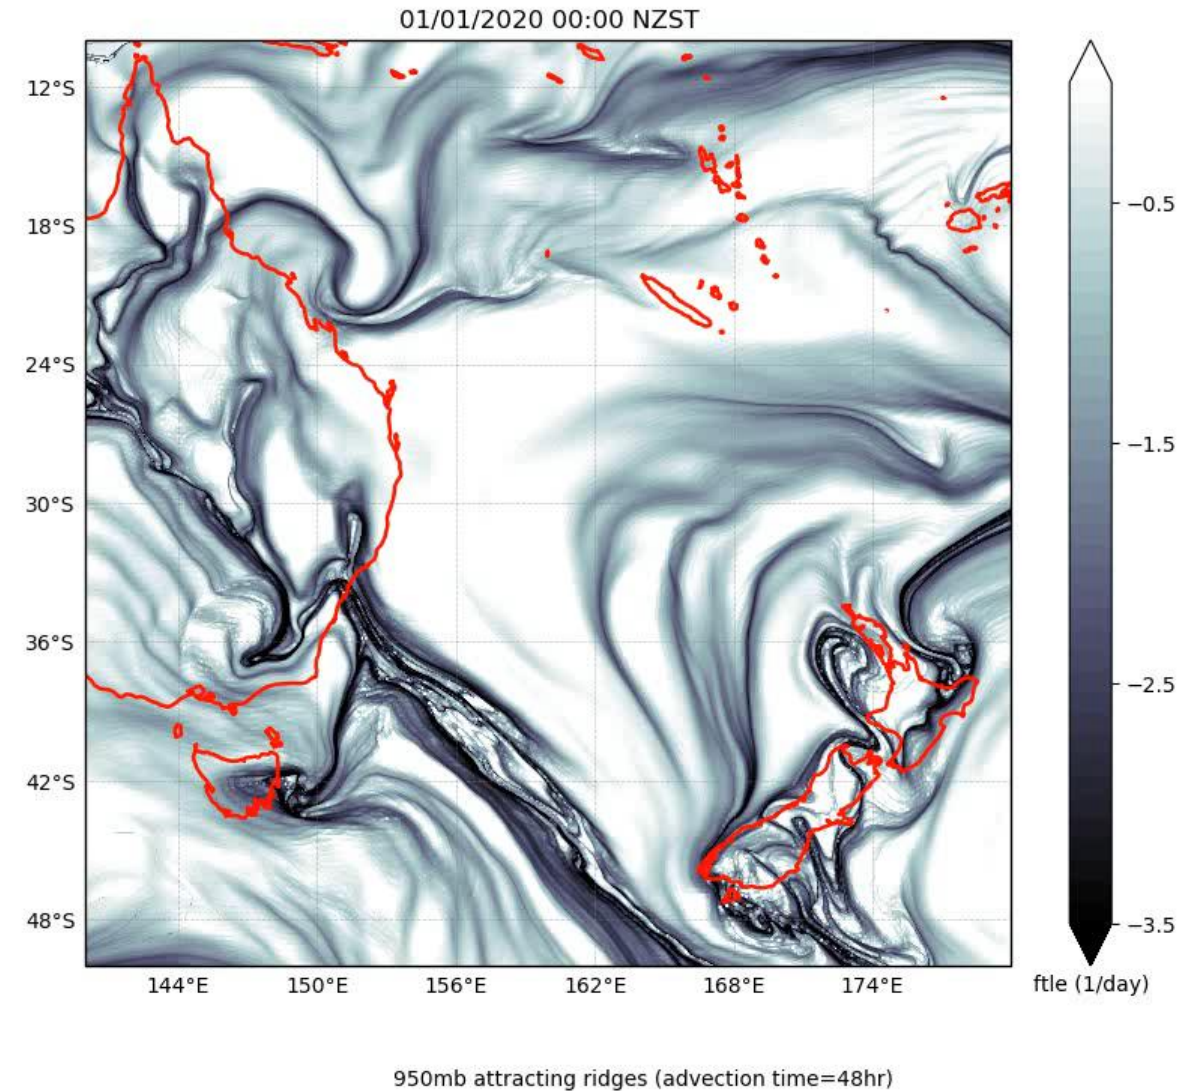 01/01/2020 00:00 NZST
12°S
18°S
24°S
30°S
36°S
42°S
48°S
144°E 150°E 156°E 162°E 168°E 174°E
−0.5
−1.5
−2.5
−3.5
ftle (1/day)
950mb attracting ridges (advection time=48hr)